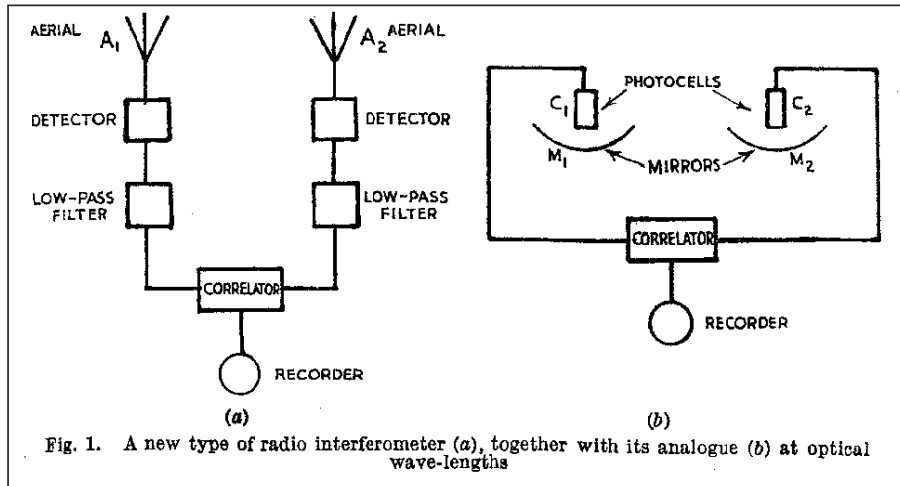 AERIAL A1
A2 AERIAL
DETECTOR
DETECTOR
LOW-PASS
FILTER
LOW-PASS
FILTER
CORRELATOR
RECORDER
(a)
PHOTOCELLS
C1
C2
M1
MIRRORS
M2
CORRELATOR
RECORDER
(b)
Fig. 1. A new type of radio interferometer (a), together with its analogue (b) at optical
wave-lengths